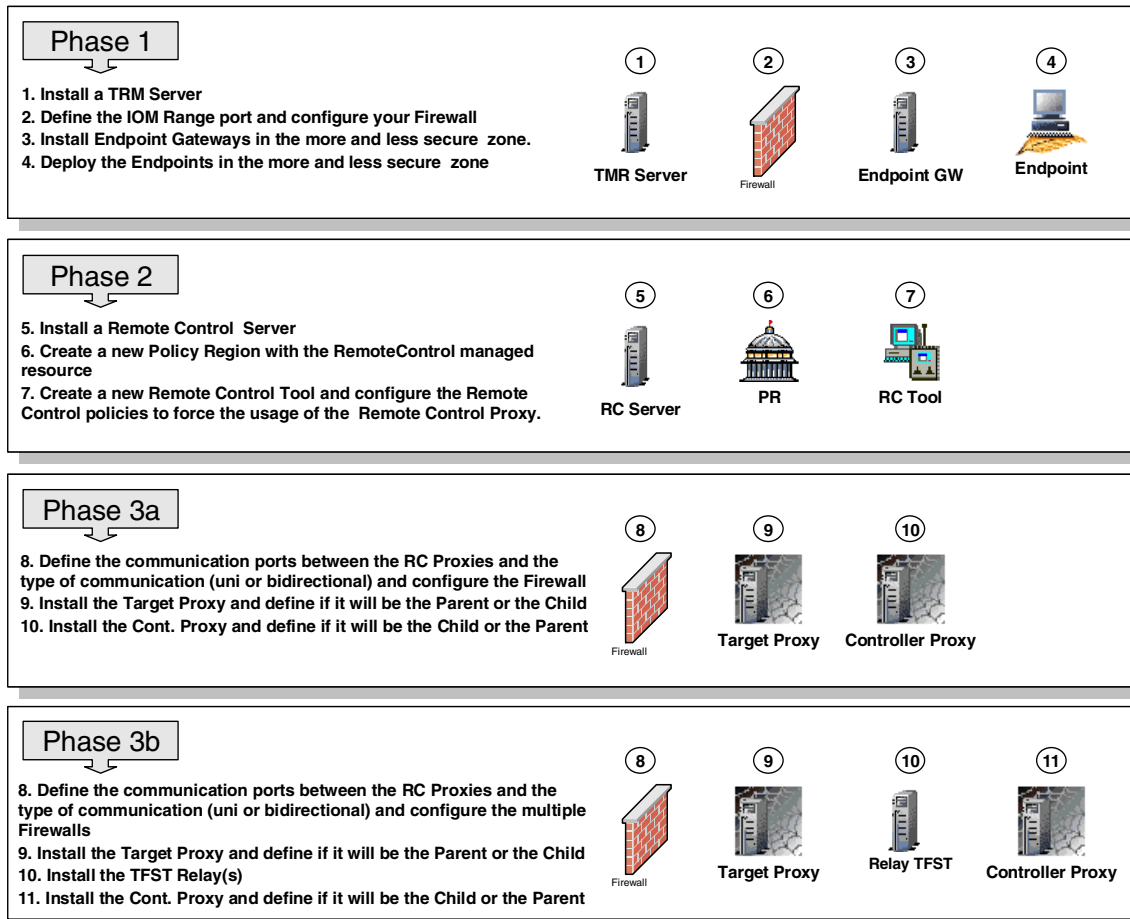 Phase 1
1. Install a TRM Server
2. Define the IOM Range port and configure your Firewall
3. Install Endpoint Gateways in the more and less secure zone.
4. Deploy the Endpoints in the more and less secure zone
1
2
3
4
TMR Server
Firewall
Endpoint GW
Endpoint
Phase 2
5. Install a Remote Control Server
6. Create a new Policy Region with the RemoteControl managed
resource
7. Create a new Remote Control Tool and configure the Remote
Control policies to force the usage of the Remote Control Proxy.
5
6
7
RC Server
PR
RC Tool
Phase 3a
8. Define the communication ports between the RC Proxies and the
type of communication (uni or bidirectional) and configure the Firewall
9. Install the Target Proxy and define if it will be the Parent or the Child
10. Install the Cont. Proxy and define if it will be the Child or the Parent
8
9
10
Firewall
Target Proxy
Controller Proxy
Phase 3b
8. Define the communication ports between the RC Proxies and the
type of communication (uni or bidirectional) and configure the multiple
Firewalls
9. Install the Target Proxy and define if it will be the Parent or the Child
10. Install the TFST Relay(s)
11. Install the Cont. Proxy and define if it will be the Child or the Parent
8
9
10
11
Firewall
Target Proxy
Relay TFST
Controller Proxy